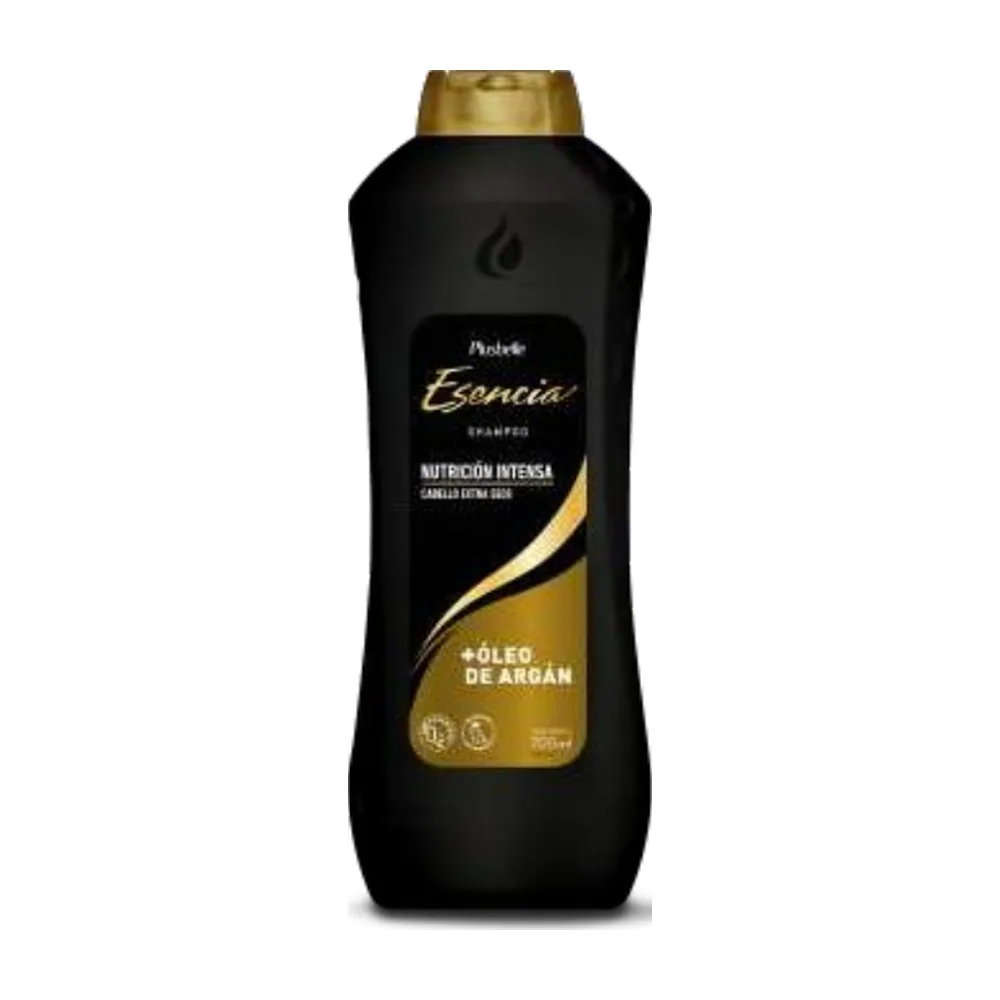 Plusbelle
Esencia
SHAMPOO
NUTRICIÓN INTENSA
CABELLO EXTRA SECO
+ÓLEO
DE ARGÁN